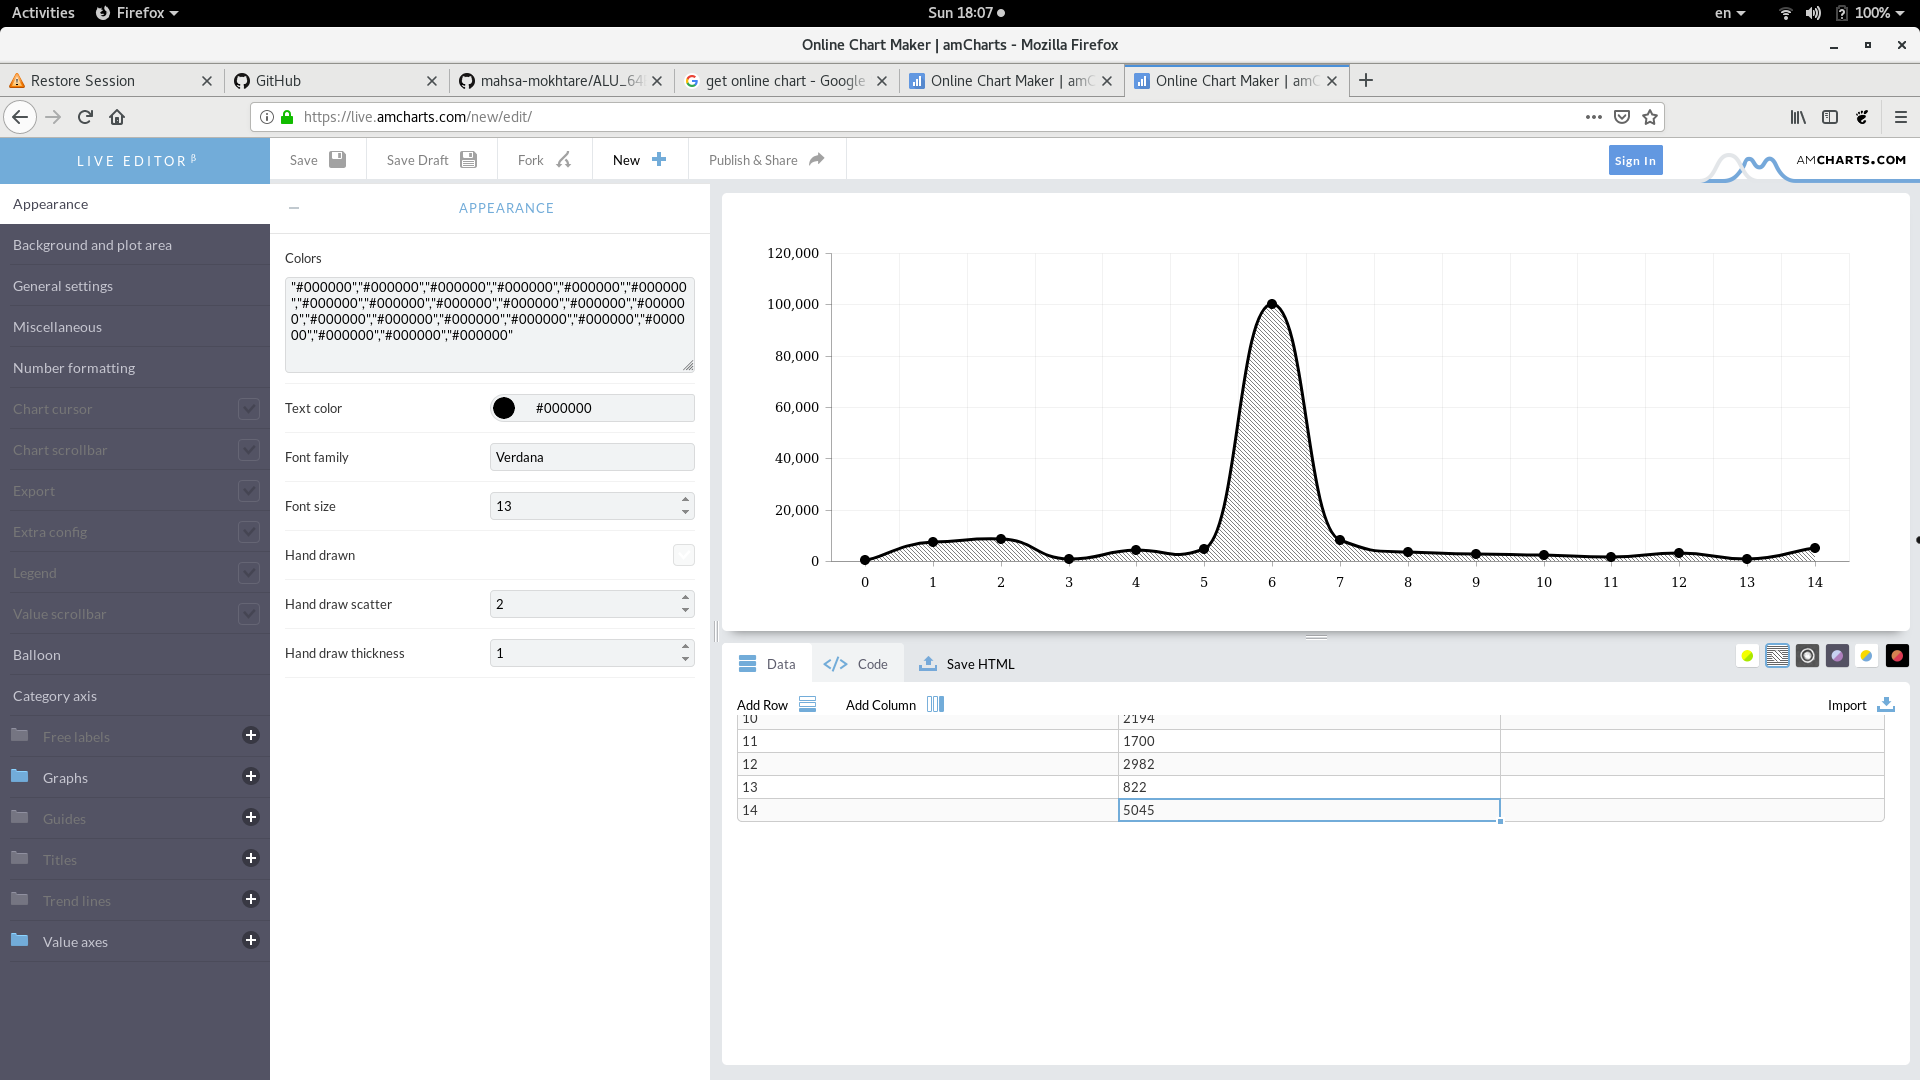 Activities
Firefox
Sun 18:07
en
100%
Online Chart Maker | amCharts - Mozilla Firefox
Restore Session
GitHub
mahsa-mokhtare/ALU_64
get online chart - Google
Online Chart Maker | amC
Online Chart Maker | amC
https://live.amcharts.com/new/edit/
LIVE EDITOR β
Save
Save Draft
Fork
New
Publish & Share
Sign In
AMCHARTS.COM
Appearance
Background and plot area
General settings
Miscellaneous
Number formatting
Chart cursor
Chart scrollbar
Export
Extra config
Legend
Value scrollbar
Balloon
Category axis
Free labels
Graphs
Guides
Titles
Trend lines
Value axes
APPEARANCE
Colors
"#000000","#000000","#000000","#000000","#000000","#000000
","#000000","#000000","#000000","#000000","#000000","#00000
0","#000000","#000000","#000000","#000000","#000000","#0000
00","#000000","#000000","#000000"
Text color
#000000
Font family
Verdana
Font size
13
Hand drawn
Hand draw scatter
2
Hand draw thickness
1
120,000
100,000
80,000
60,000
40,000
20,000
0
0 1 2 3 4 5 6 7 8 9 10 11 12 13 14
Data
Code
Save HTML
Add Row
Add Column
Import
10 2194
11 1700
12 2982
13 822
14 5045